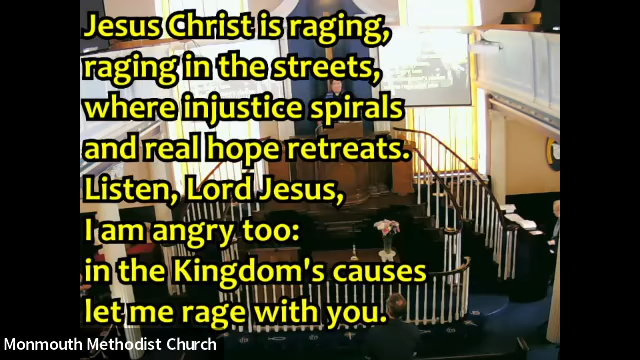 Jesus Christ is raging,
raging in the streets,
where injustice spirals
and real hope retreats.
Listen, Lord Jesus,
I am angry too:
in the Kingdom's causes
let me rage with you.
Monmouth Methodist Church